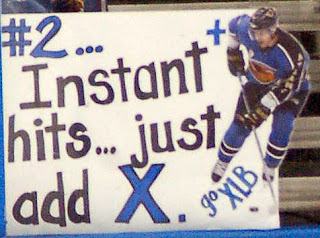 #2... +
Instant
hits... just
add X.
go XLB